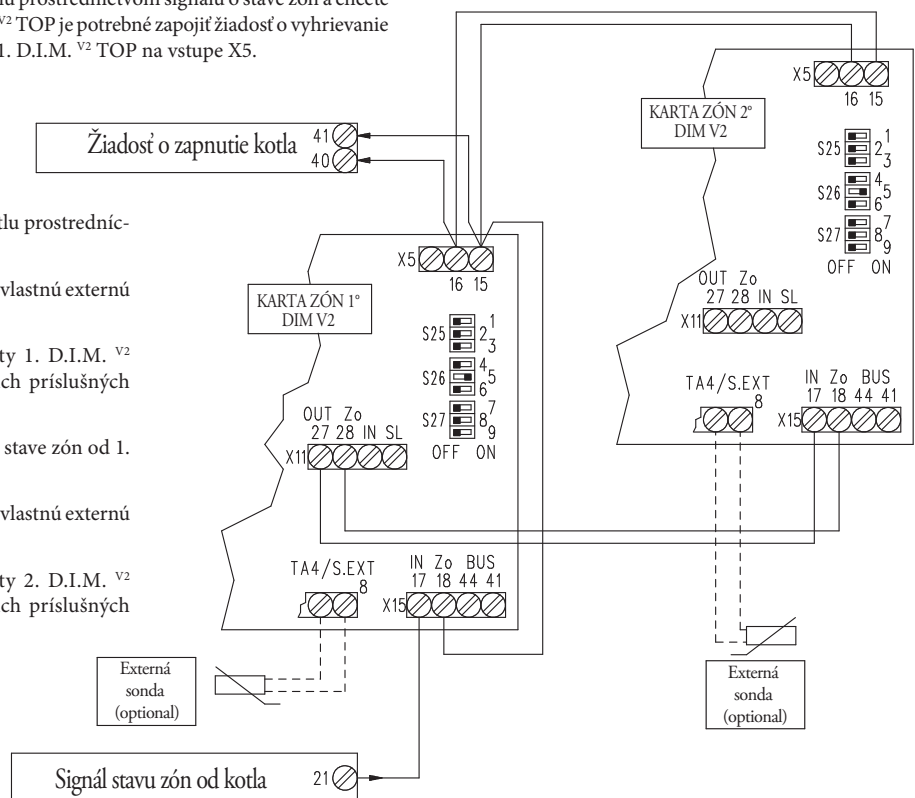 nu prostredníctvom signálu o stave zón a chcete
V2 TOP je potrebné zapojiť žiadosť o vyhrievanie
1. D.I.M. V2 TOP na vstupe X5.
tlu prostredníc-
vlastnú externú
ty 1. D.I.M. V2
ch príslušných
stave zón od 1.
vlastnú externú
ty 2. D.I.M. V2
ch príslušných
Žiadosť o zapnutie kotla
41
40
X5
16 15
KARTA ZÓN 1°
DIM V2
S25
1
2
3
S26
4
5
6
S27
7
8
9
OFF ON
OUT Zo
27 28 IN SL
X11
TA4/S.EXT
8
IN Zo BUS
17 18 44 41
X15
Externá
sonda
(optional)
Signál stavu zón od kotla
21
X5
16 15
KARTA ZÓN 2°
DIM V2
S25
1
2
3
S26
4
5
6
S27
7
8
9
OFF ON
OUT Zo
27 28 IN SL
X11
TA4/S.EXT
8
IN Zo BUS
17 18 44 41
X15
Externá
sonda
(optional)